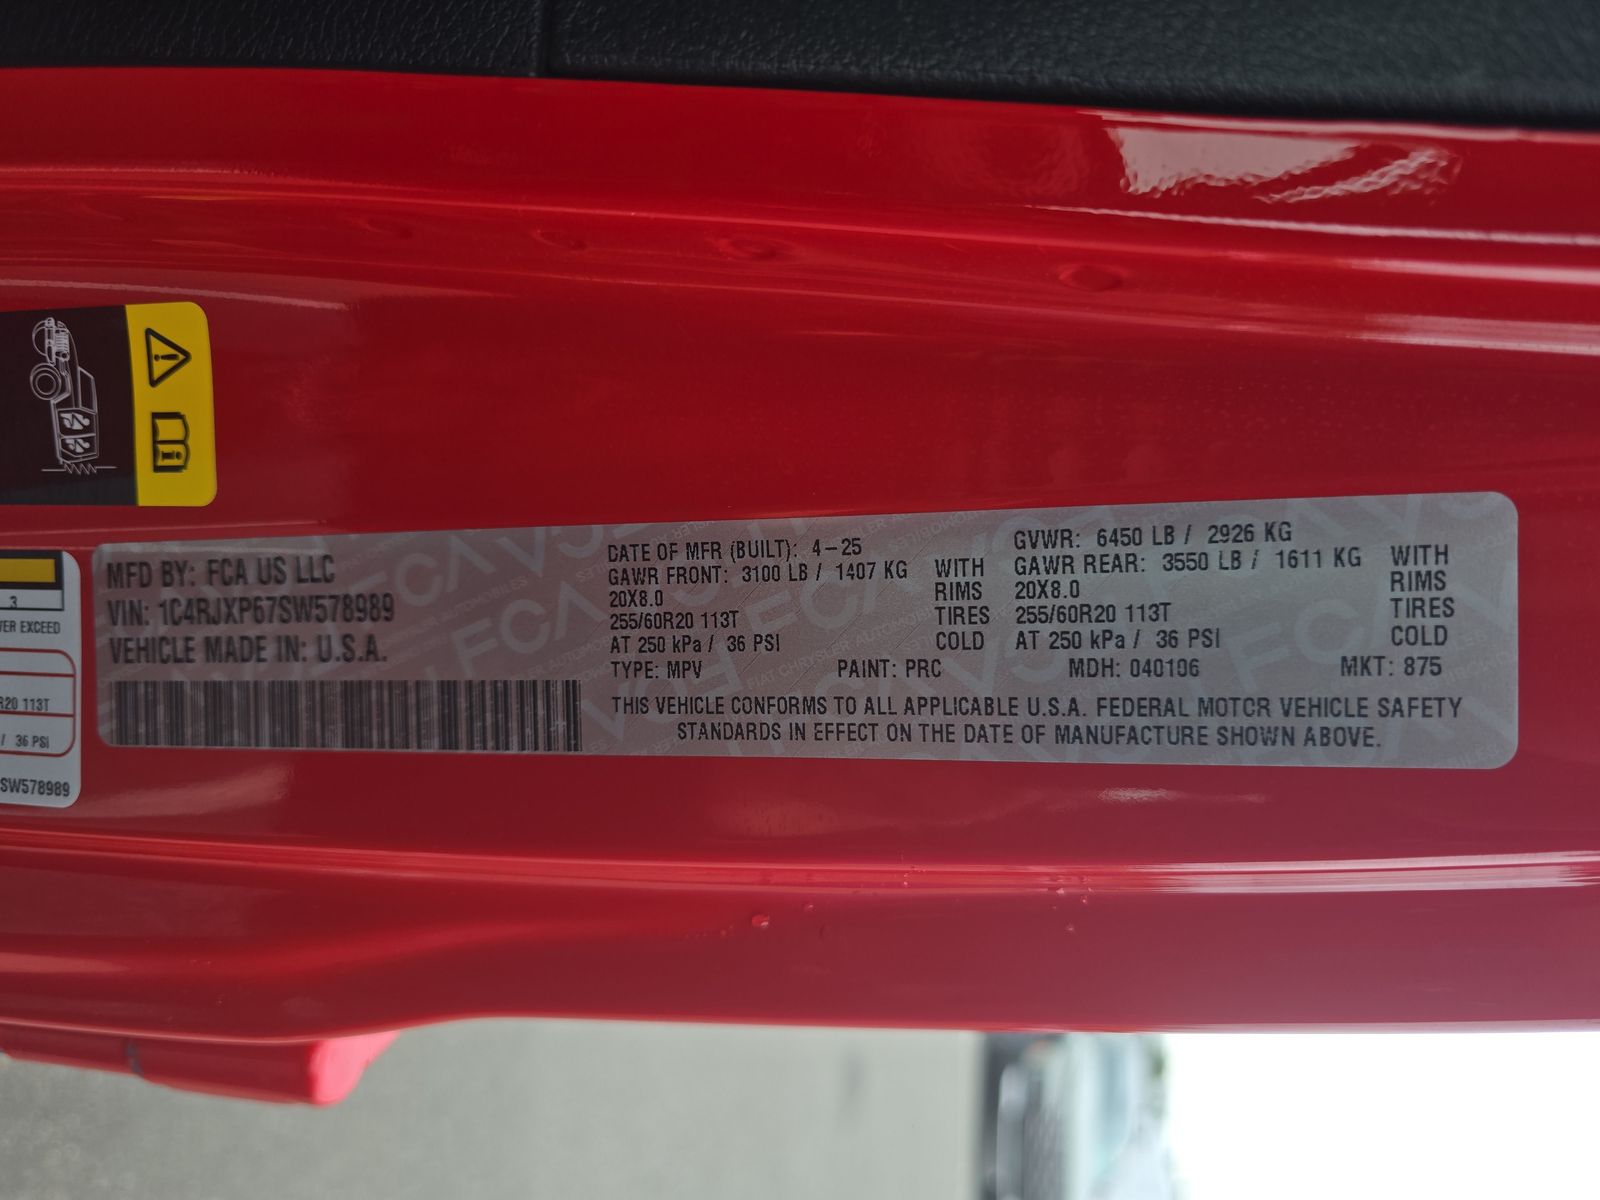 3
VER EXCEED
R20 113T
/ 36 PSI
SW578989
MFD BY: FCA US LLC
VIN: 1C4RJXP67SW578989
VEHICLE MADE IN: U.S.A.
DATE OF MFR (BUILT): 4-25
GAWR FRONT: 3100 LB / 1407 KG WITH
20X8.0 RIMS
255/60R20 113T TIRES
AT 250 kPa / 36 PSI COLD
GVWR: 6450 LB / 2926 KG
GAWR REAR: 3550 LB / 1611 KG WITH
20X8.0 RIMS
255/60R20 113T TIRES
AT 250 kPa / 36 PSI COLD
TYPE: MPV PAINT: PRC MDH: 040106 MKT: 875
THIS VEHICLE CONFORMS TO ALL APPLICABLE U.S.A. FEDERAL MOTOR VEHICLE SAFETY
STANDARDS IN EFFECT ON THE DATE OF MANUFACTURE SHOWN ABOVE.